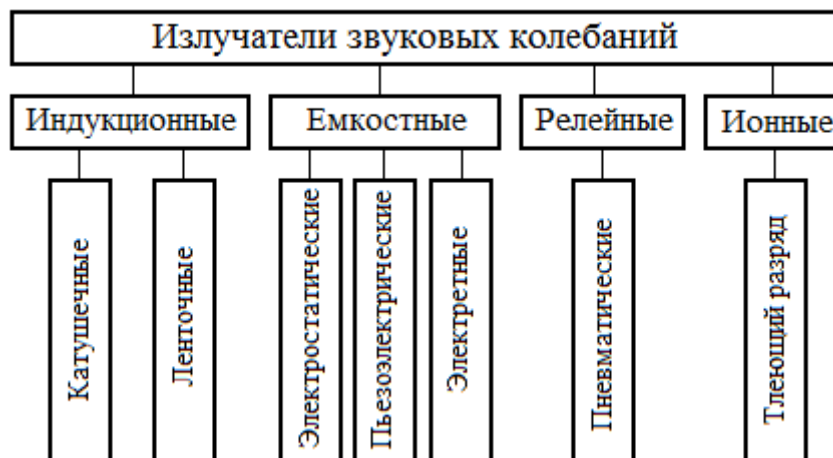 Излучатели звуковых колебаний
Индукционные
Емкостные
Релейные
Ионные
Катушечные
Ленточные
Электростатические
Пьезоэлектрические
Электретные
Пневматические
Тлеющий разряд